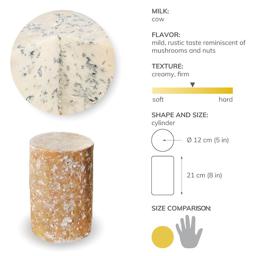 MILK:
cow
FLAVOR:
mild, rustic taste reminiscent of
mushrooms and nuts
TEXTURE:
creamy, firm
soft hard
SHAPE AND SIZE:
cylinder
Ø 12 cm (5 in)
21 cm (8 in)
SIZE COMPARISON: